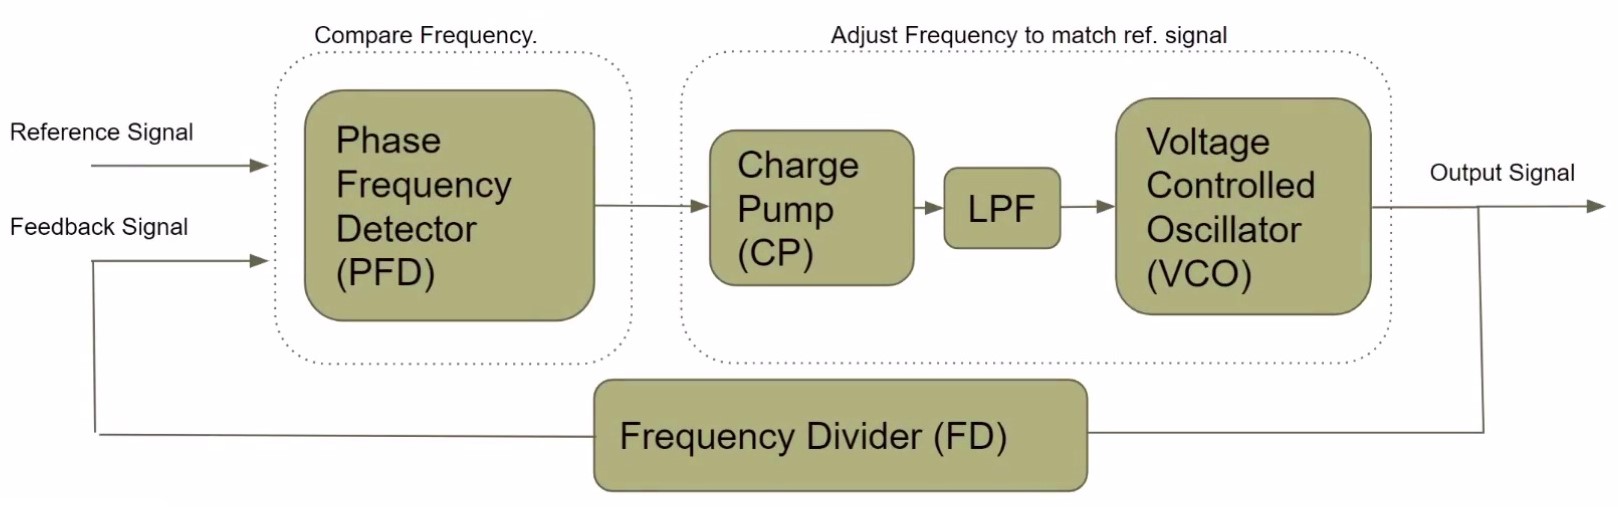 Compare Frequency.
Adjust Frequency to match ref. signal
Reference Signal
Feedback Signal
Phase
Frequency
Detector
(PFD)
Charge
Pump
(CP)
LPF
Voltage
Controlled
Oscillator
(VCO)
Output Signal
Frequency Divider (FD)